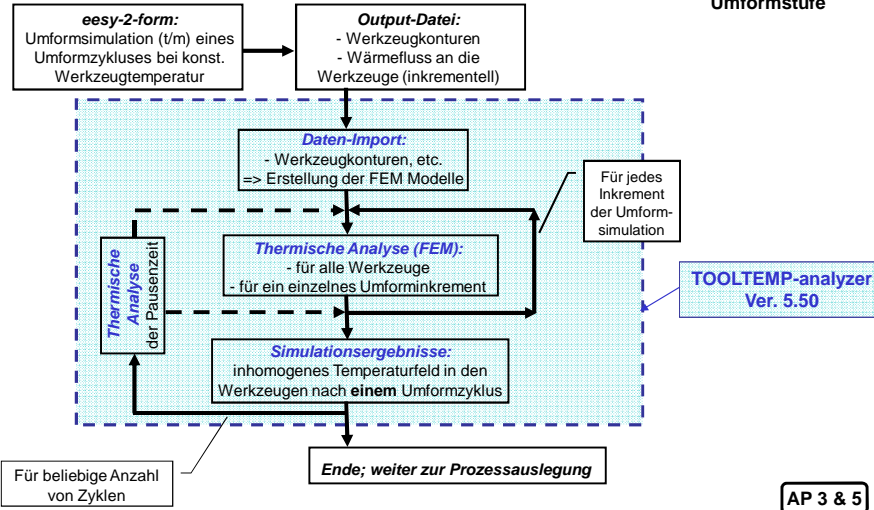 Umformstufe
eesy-2-form:
Umformsimulation (t/m) eines
Umformzykluses bei konst.
Werkzeugtemperatur
Output-Datei:
- Werkzeugkonturen
- Wärmefluss an die
Werkzeuge (inkrementell)
Daten-Import:
- Werkzeugkonturen, etc.
=> Erstellung der FEM Modelle
Für jedes
Inkrement
der Umform-
simulation
Thermische Analyse (FEM):
- für alle Werkzeuge
- für ein einzelnes Umforminkrement
Thermische
Analyse
der Pausenzeit
TOOLTEMP-analyzer
Ver. 5.50
Simulationsergebnisse:
inhomogenes Temperaturfeld in den
Werkzeugen nach einem Umformzyklus
Für beliebige Anzahl
von Zyklen
Ende; weiter zur Prozessauslegung
AP 3 & 5